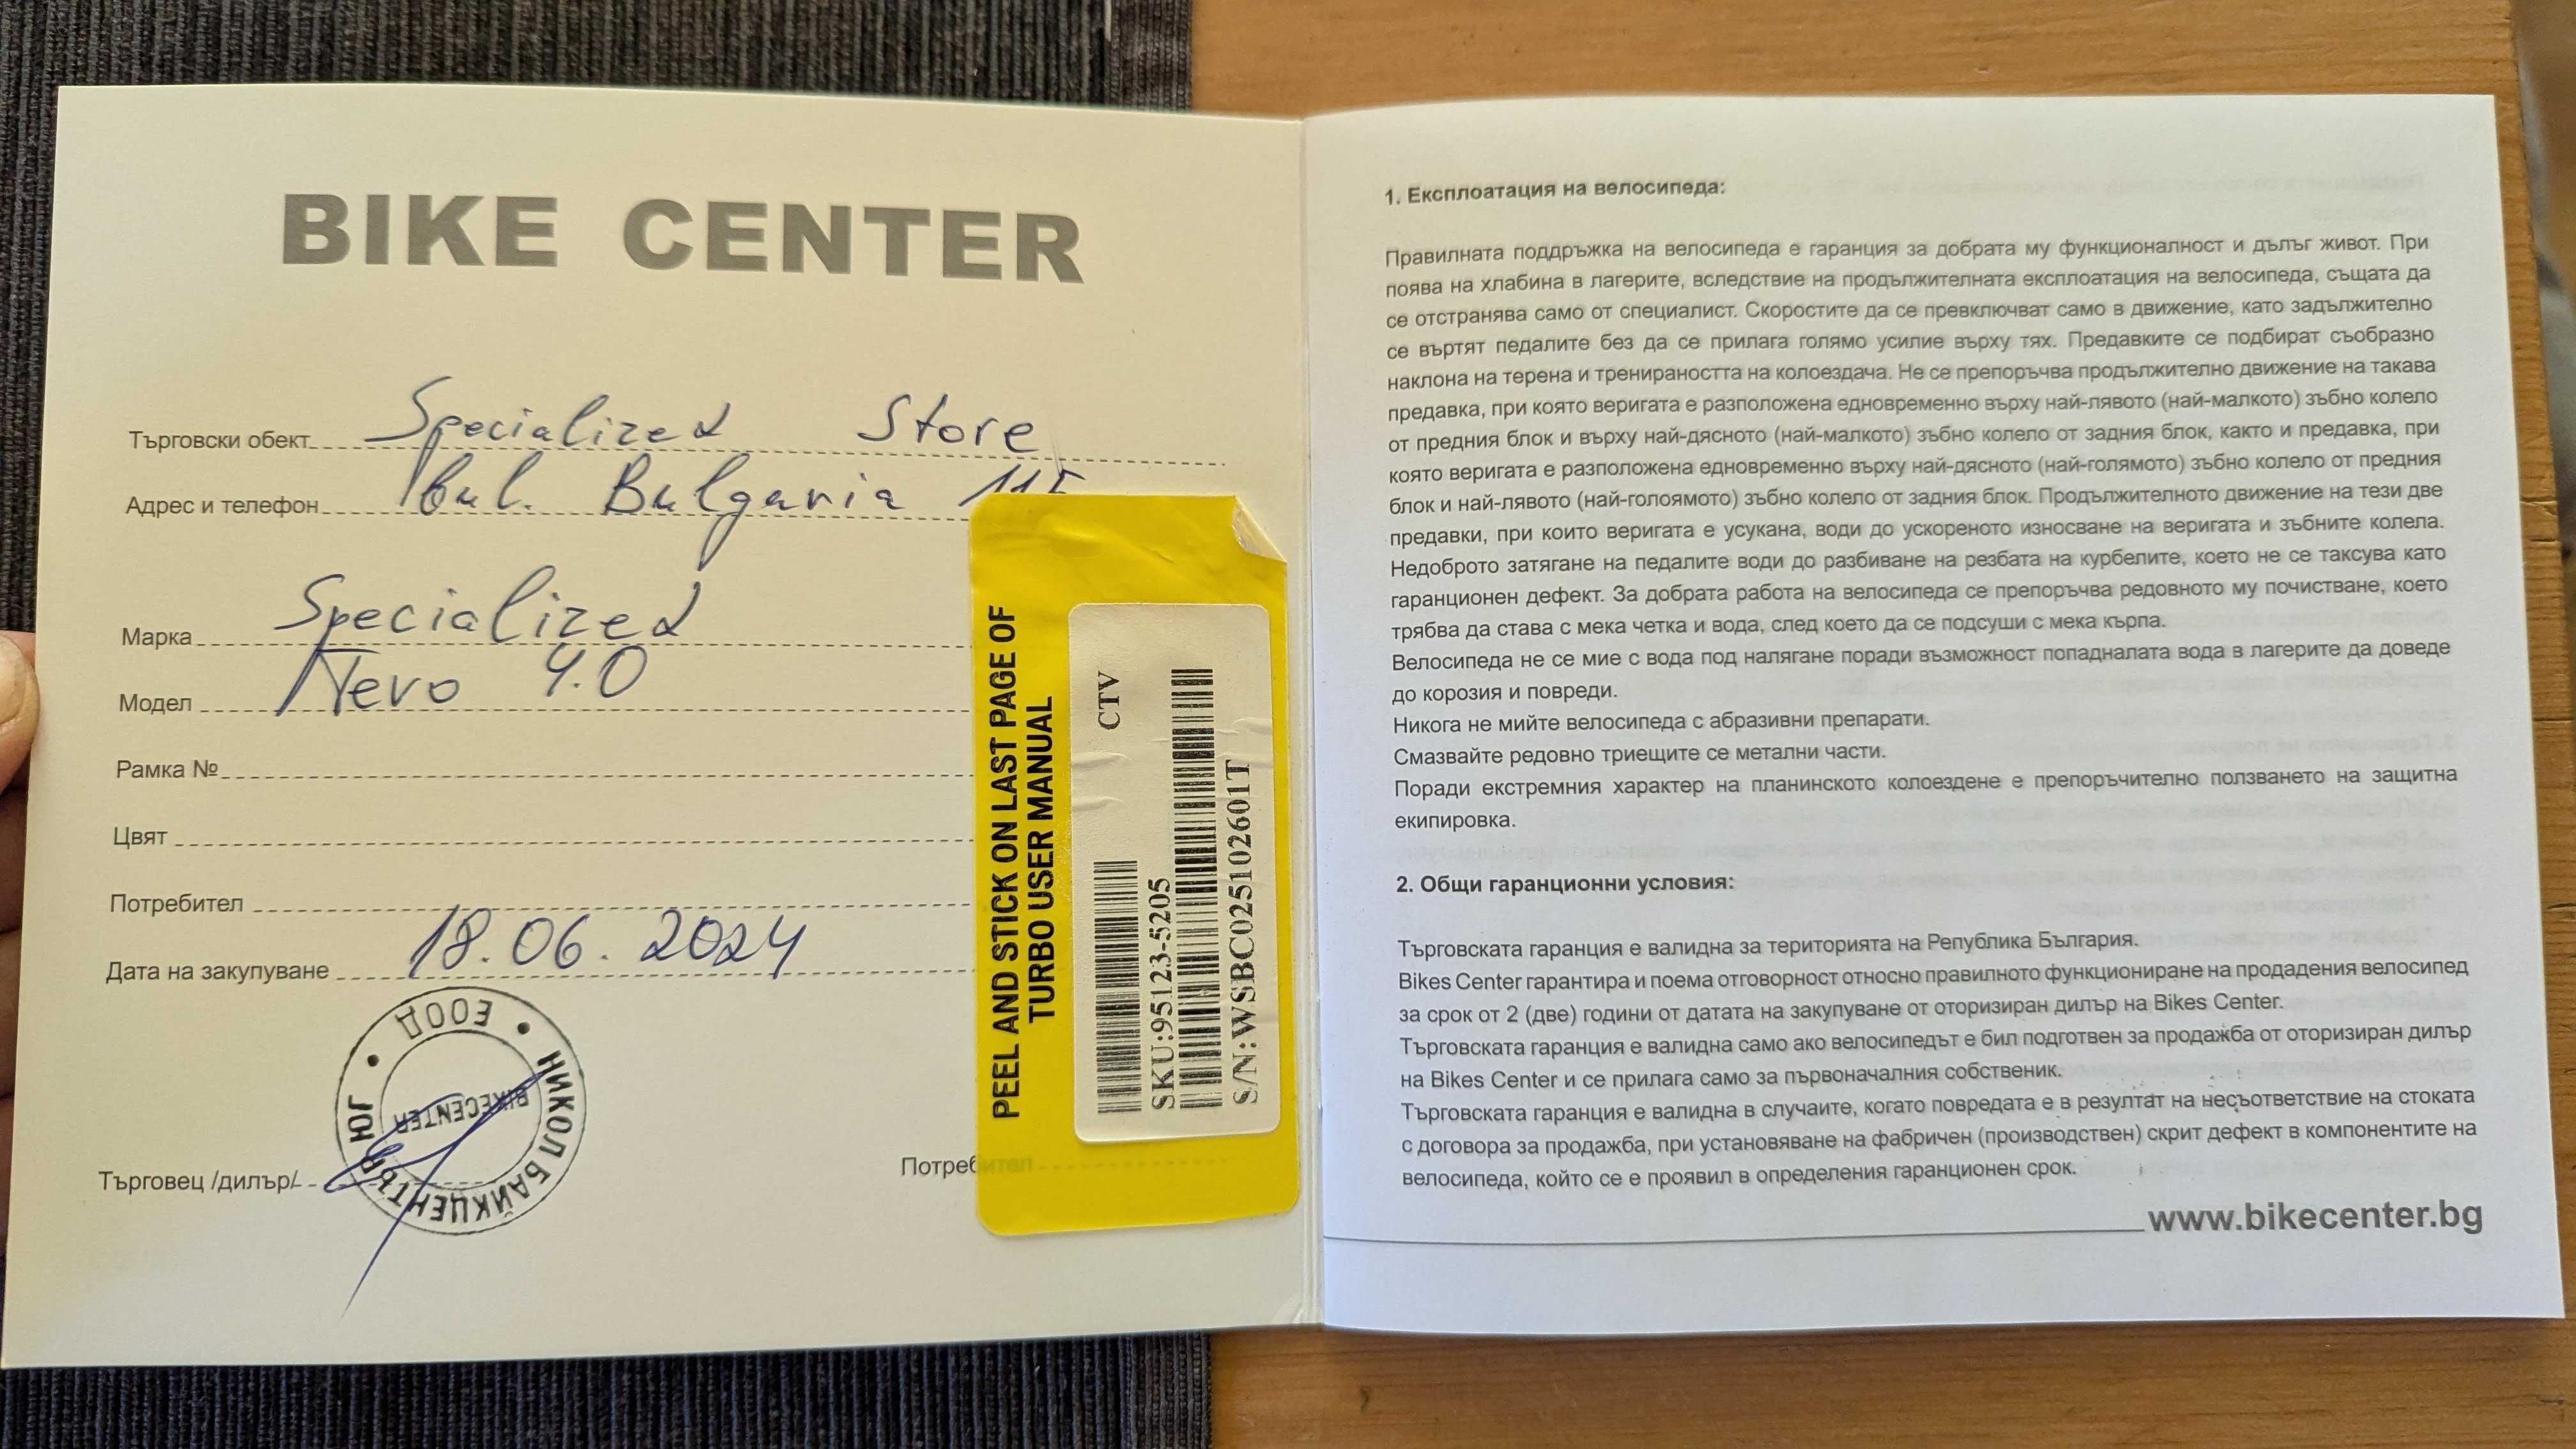 BIKE CENTER
Търговски обект Specialized Store
Адрес и телефон bul. Bulgaria 115
Марка Specialized
Модел Tevo 4.0
Рамка №
Цвят
Потребител
Дата на закупуване 18.06.2024
НИКОЛ БАЙКЦЕНТЪР ЮГ • ЕООД •
BIKECENTER
Търговец /дилър/
Потребител
PEEL AND STICK ON LAST PAGE OF
TURBO USER MANUAL
CTV
SKU:95123-5205
S/N:WSBC025102601T
1. Експлоатация на велосипеда:
Правилната поддръжка на велосипеда е гаранция за добрата му функционалност и дълъг живот. При
поява на хлабина в лагерите, вследствие на продължителната експлоатация на велосипеда, същата да
се отстранява само от специалист. Скоростите да се превключват само в движение, като задължително
се въртят педалите без да се прилага голямо усилие върху тях. Предавките се подбират съобразно
наклона на терена и тренираността на колоездача. Не се препоръчва продължително движение на такава
предавка, при която веригата е разположена едновременно върху най-лявото (най-малкото) зъбно колело
от предния блок и върху най-дясното (най-малкото) зъбно колело от задния блок, както и предавка, при
която веригата е разположена едновременно върху най-дясното (най-голямото) зъбно колело от предния
блок и най-лявото (най-голоямото) зъбно колело от задния блок. Продължителното движение на тези две
предавки, при които веригата е усукана, води до ускореното износване на веригата и зъбните колела.
Недоброто затягане на педалите води до разбиване на резбата на курбелите, което не се таксува като
гаранционен дефект. За добрата работа на велосипеда се препоръчва редовното му почистване, което
трябва да става с мека четка и вода, след което да се подсуши с мека кърпа.
Велосипеда не се мие с вода под налягане поради възможност попадналата вода в лагерите да доведе
до корозия и повреди.
Никога не мийте велосипеда с абразивни препарати.
Смазвайте редовно триещите се метални части.
Поради екстремния характер на планинското колоездене е препоръчително ползването на защитна
екипировка.
2. Общи гаранционни условия:
Търговската гаранция е валидна за територията на Република България.
Bikes Center гарантира и поема отговорност относно правилното функциониране на продадения велосипед
за срок от 2 (две) години от датата на закупуване от оторизиран дилър на Bikes Center.
Търговската гаранция е валидна само ако велосипедът е бил подготвен за продажба от оторизиран дилър
на Bikes Center и се прилага само за първоначалния собственик.
Търговската гаранция е валидна в случаите, когато повредата е в резултат на несъответствие на стоката
с договора за продажба, при установяване на фабричен (производствен) скрит дефект в компонентите на
велосипеда, който се е проявил в определения гаранционен срок.
www.bikecenter.bg